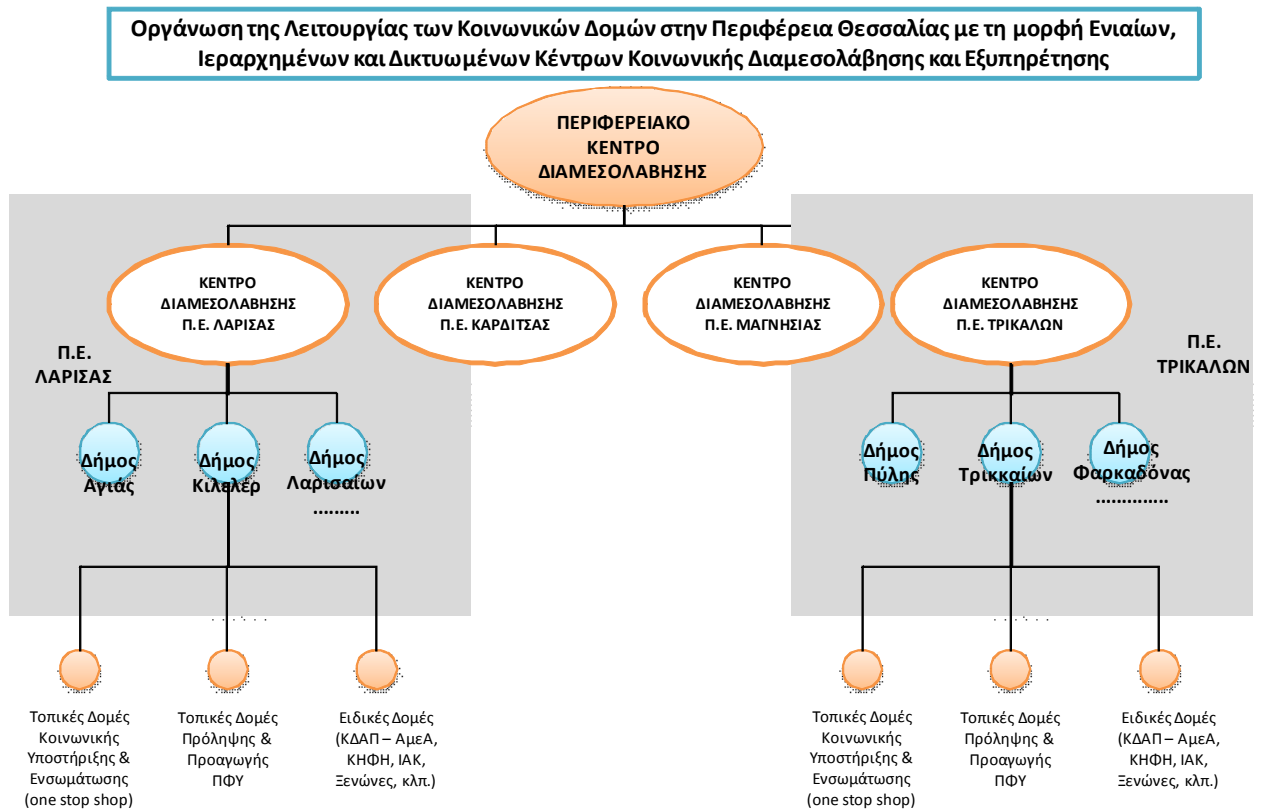 Οργάνωση της Λειτουργίας των Κοινωνικών Δομών στην Περιφέρεια Θεσσαλίας με τη μορφή Ενιαίων,
Ιεραρχημένων και Δικτυωμένων Κέντρων Κοινωνικής Διαμεσολάβησης και Εξυπηρέτησης
ΠΕΡΙΦΕΡΕΙΑΚΟ
ΚΕΝΤΡΟ
ΔΙΑΜΕΣΟΛΑΒΗΣΗΣ
ΚΕΝΤΡΟ
ΔΙΑΜΕΣΟΛΑΒΗΣΗΣ
Π.Ε. ΛΑΡΙΣΑΣ
ΚΕΝΤΡΟ
ΔΙΑΜΕΣΟΛΑΒΗΣΗΣ
Π.Ε. ΚΑΡΔΙΤΣΑΣ
ΚΕΝΤΡΟ
ΔΙΑΜΕΣΟΛΑΒΗΣΗΣ
Π.Ε. ΜΑΓΝΗΣΙΑΣ
ΚΕΝΤΡΟ
ΔΙΑΜΕΣΟΛΑΒΗΣΗΣ
Π.Ε. ΤΡΙΚΑΛΩΝ
Π.Ε.
ΛΑΡΙΣΑΣ
Π.Ε.
ΤΡΙΚΑΛΩΝ
Δήμος
Αγιάς
Δήμος
Κιλελέρ
Δήμος
Λαρισαίων
.........
Δήμος
Πύλης
Δήμος
Τρικκαίων
Δήμος
Φαρκαδόνας
..............
Τοπικές Δομές
Κοινωνικής
Υποστήριξης &
Ενσωμάτωσης
(one stop shop)
Τοπικές Δομές
Πρόληψης &
Προαγωγής
ΠΦΥ
Ειδικές Δομές
(ΚΔΑΠ – ΑμεΑ,
ΚΗΦΗ, ΙΑΚ,
Ξενώνες, κλπ.)
Τοπικές Δομές
Κοινωνικής
Υποστήριξης &
Ενσωμάτωσης
(one stop shop)
Τοπικές Δομές
Πρόληψης &
Προαγωγής
ΠΦΥ
Ειδικές Δομές
(ΚΔΑΠ – ΑμεΑ,
ΚΗΦΗ, ΙΑΚ,
Ξενώνες, κλπ.)